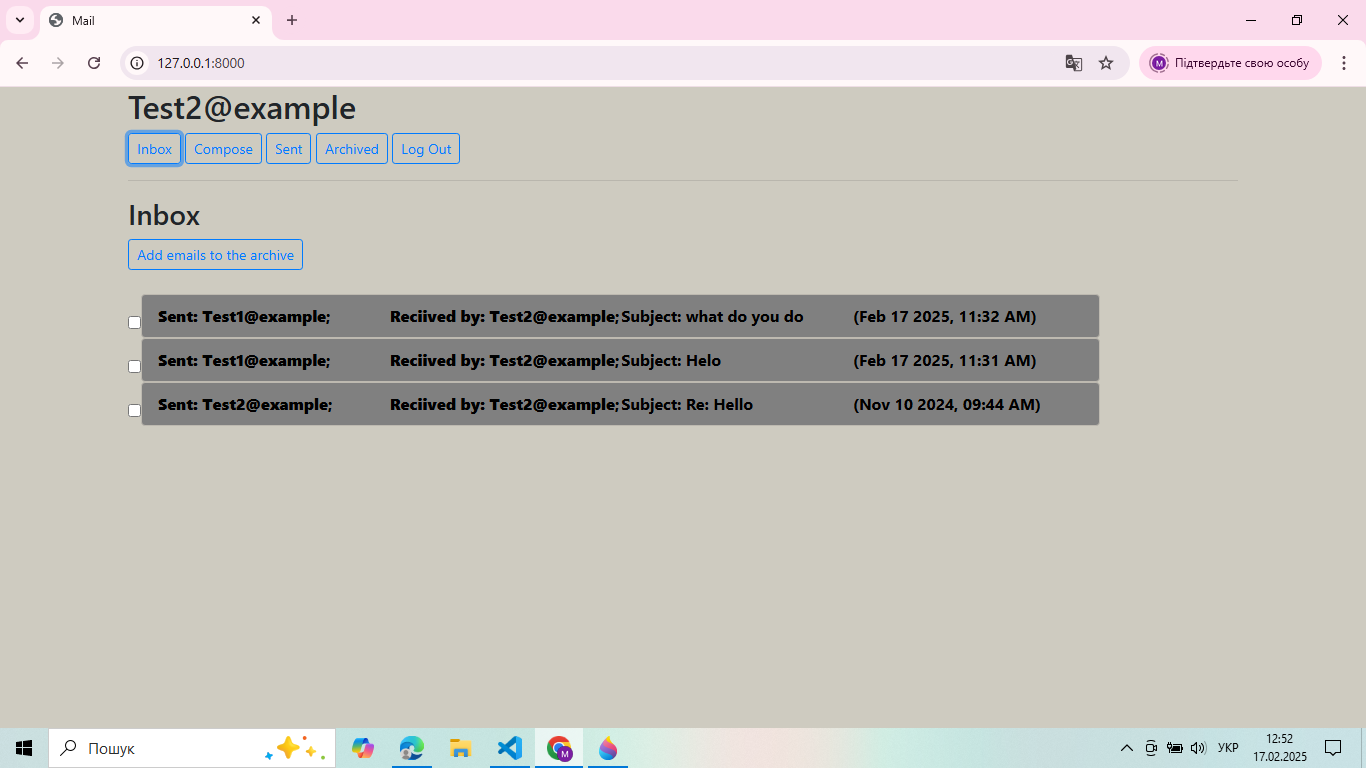 Mail
127.0.0.1:8000
Підтвердьте свою особу
Test2@example
Inbox Compose Sent Archived Log Out
Inbox
Add emails to the archive
Sent: Test1@example; Reciived by: Test2@example; Subject: what do you do (Feb 17 2025, 11:32 AM)
Sent: Test1@example; Reciived by: Test2@example; Subject: Helo (Feb 17 2025, 11:31 AM)
Sent: Test2@example; Reciived by: Test2@example; Subject: Re: Hello (Nov 10 2024, 09:44 AM)
Пошук
УКР
12:52
17.02.2025